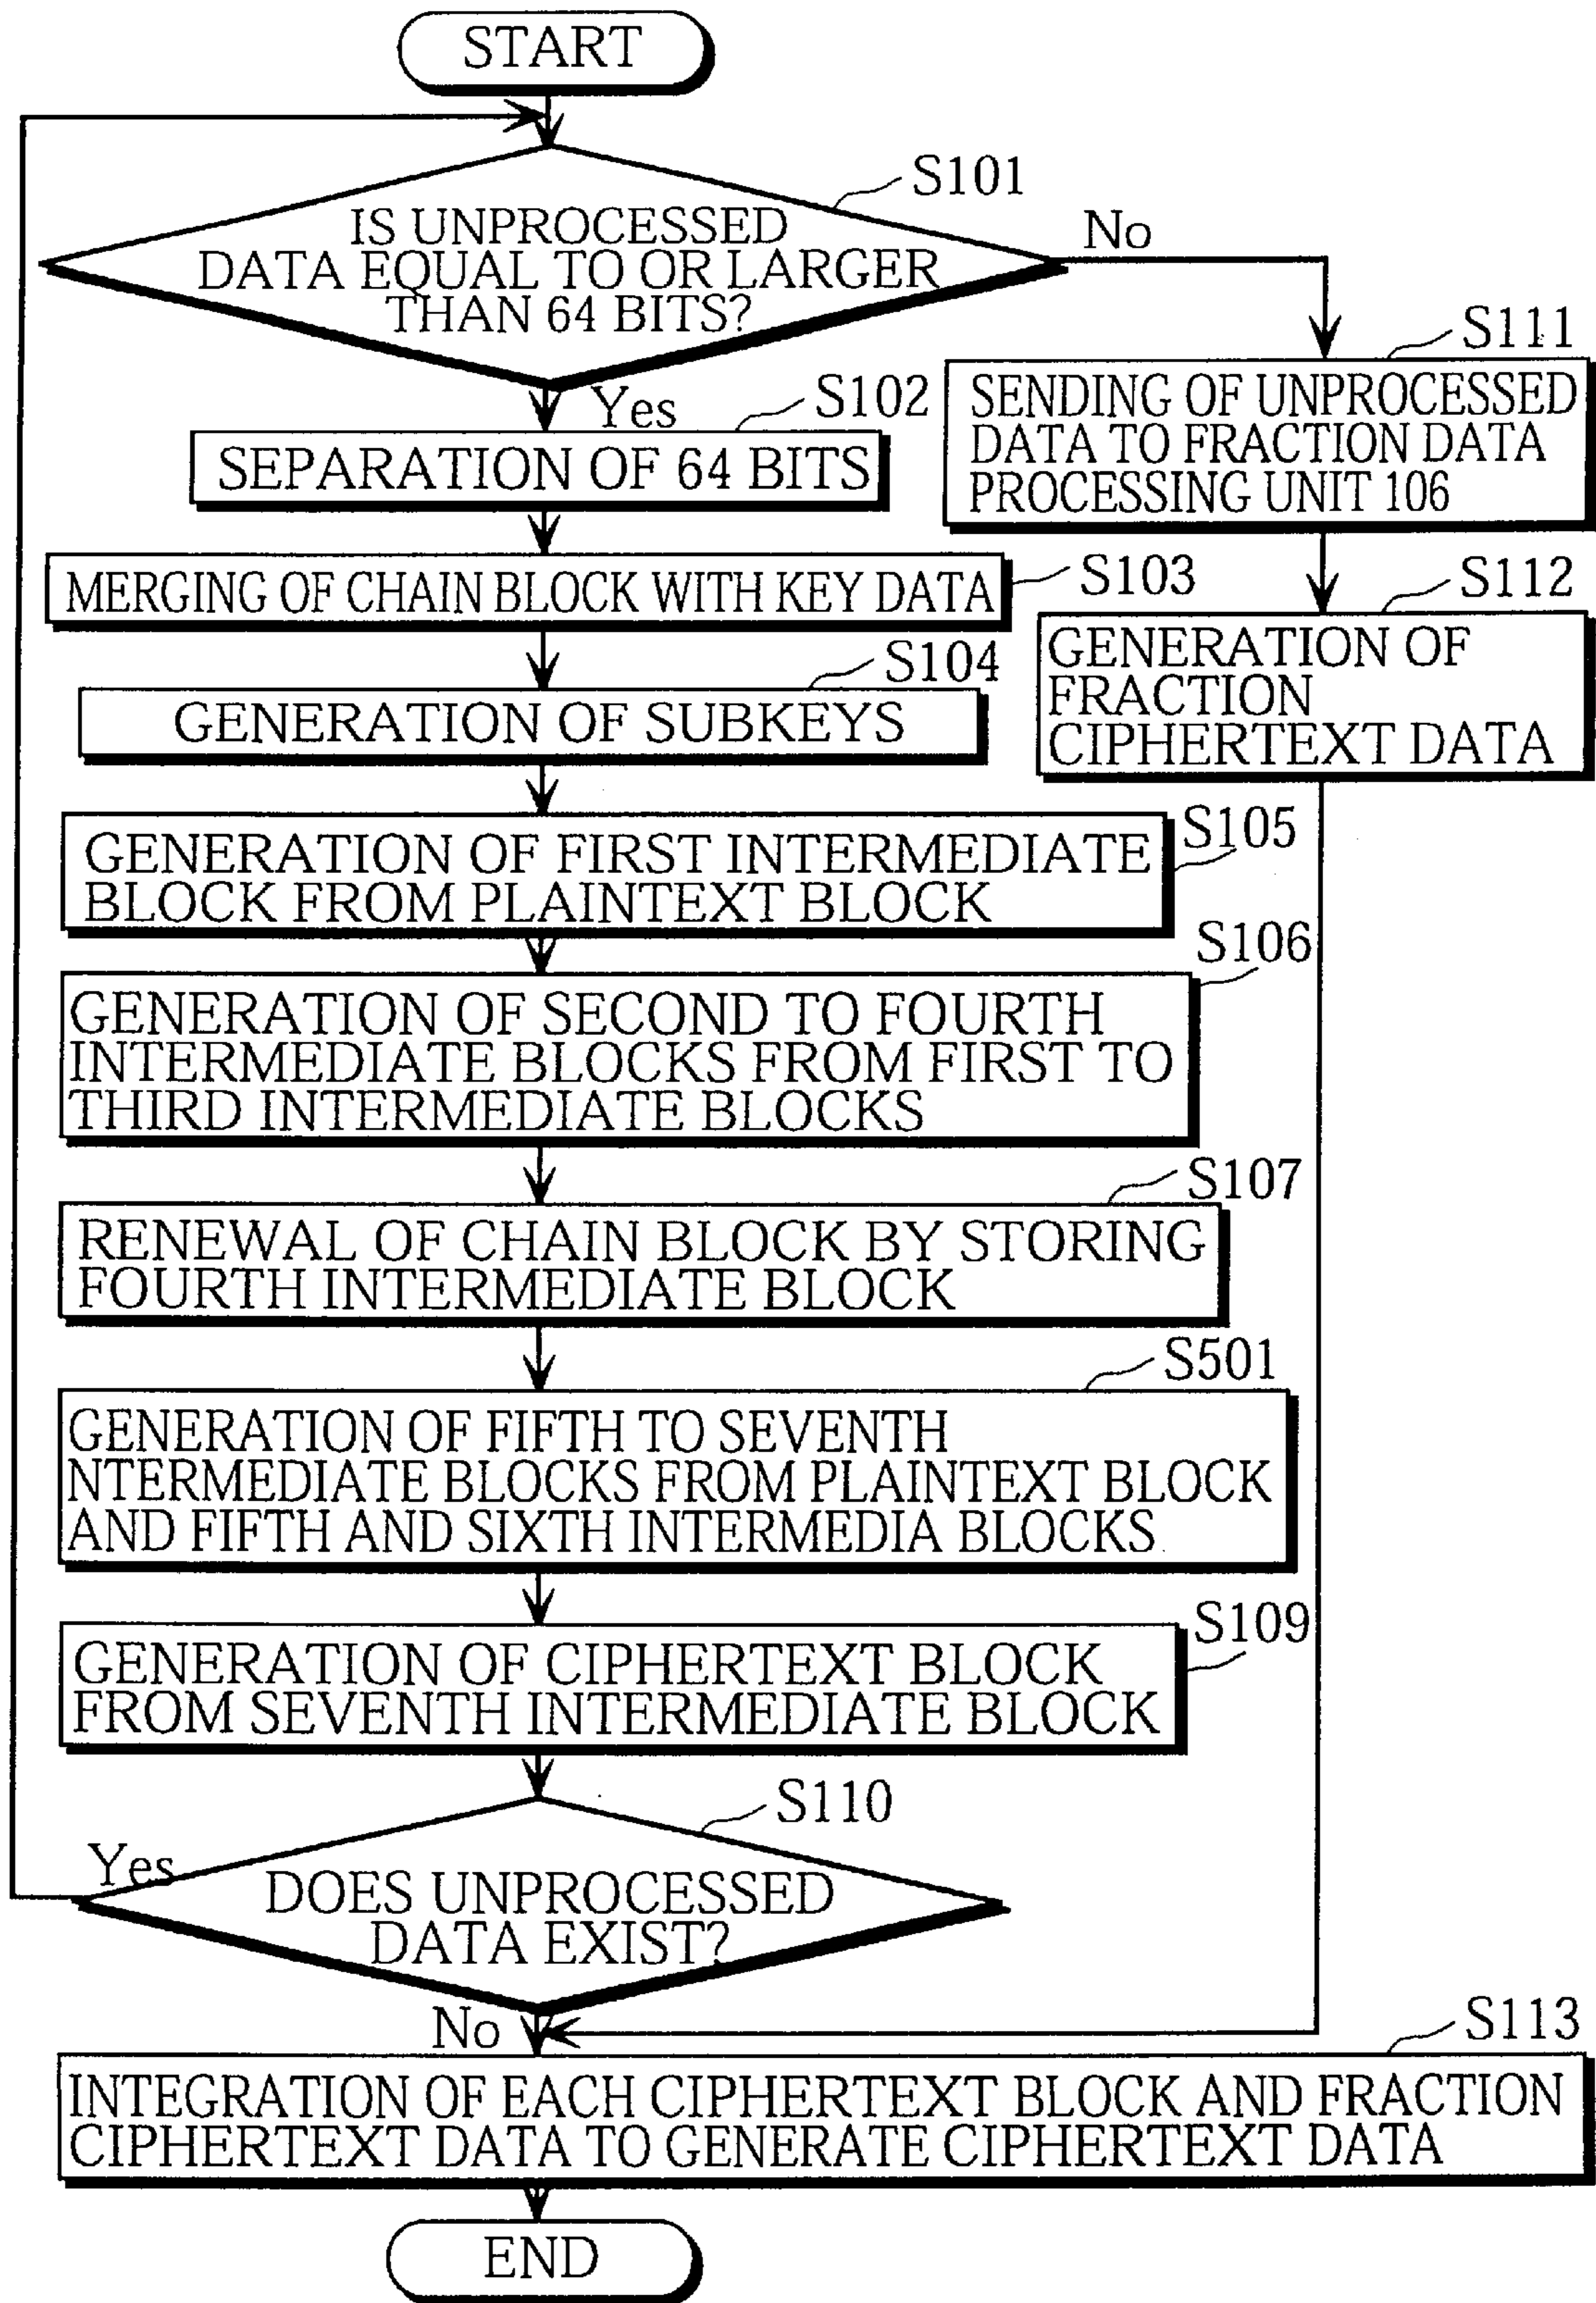 START
S101
IS UNPROCESSED
DATA EQUAL TO OR LARGER
THAN 64 BITS?
No
Yes
S102
SEPARATION OF 64 BITS
S111
SENDING OF UNPROCESSED
DATA TO FRACTION DATA
PROCESSING UNIT 106
MERGING OF CHAIN BLOCK WITH KEY DATA
S103
S112
GENERATION OF
FRACTION
CIPHERTEXT DATA
S104
GENERATION OF SUBKEYS
S105
GENERATION OF FIRST INTERMEDIATE
BLOCK FROM PLAINTEXT BLOCK
S106
GENERATION OF SECOND TO FOURTH
INTERMEDIATE BLOCKS FROM FIRST TO
THIRD INTERMEDIATE BLOCKS
S107
RENEWAL OF CHAIN BLOCK BY STORING
FOURTH INTERMEDIATE BLOCK
S501
GENERATION OF FIFTH TO SEVENTH
NTERMEDIATE BLOCKS FROM PLAINTEXT BLOCK
AND FIFTH AND SIXTH INTERMEDIA BLOCKS
S109
GENERATION OF CIPHERTEXT BLOCK
FROM SEVENTH INTERMEDIATE BLOCK
S110
Yes
DOES UNPROCESSED
DATA EXIST?
No
S113
INTEGRATION OF EACH CIPHERTEXT BLOCK AND FRACTION
CIPHERTEXT DATA TO GENERATE CIPHERTEXT DATA
END